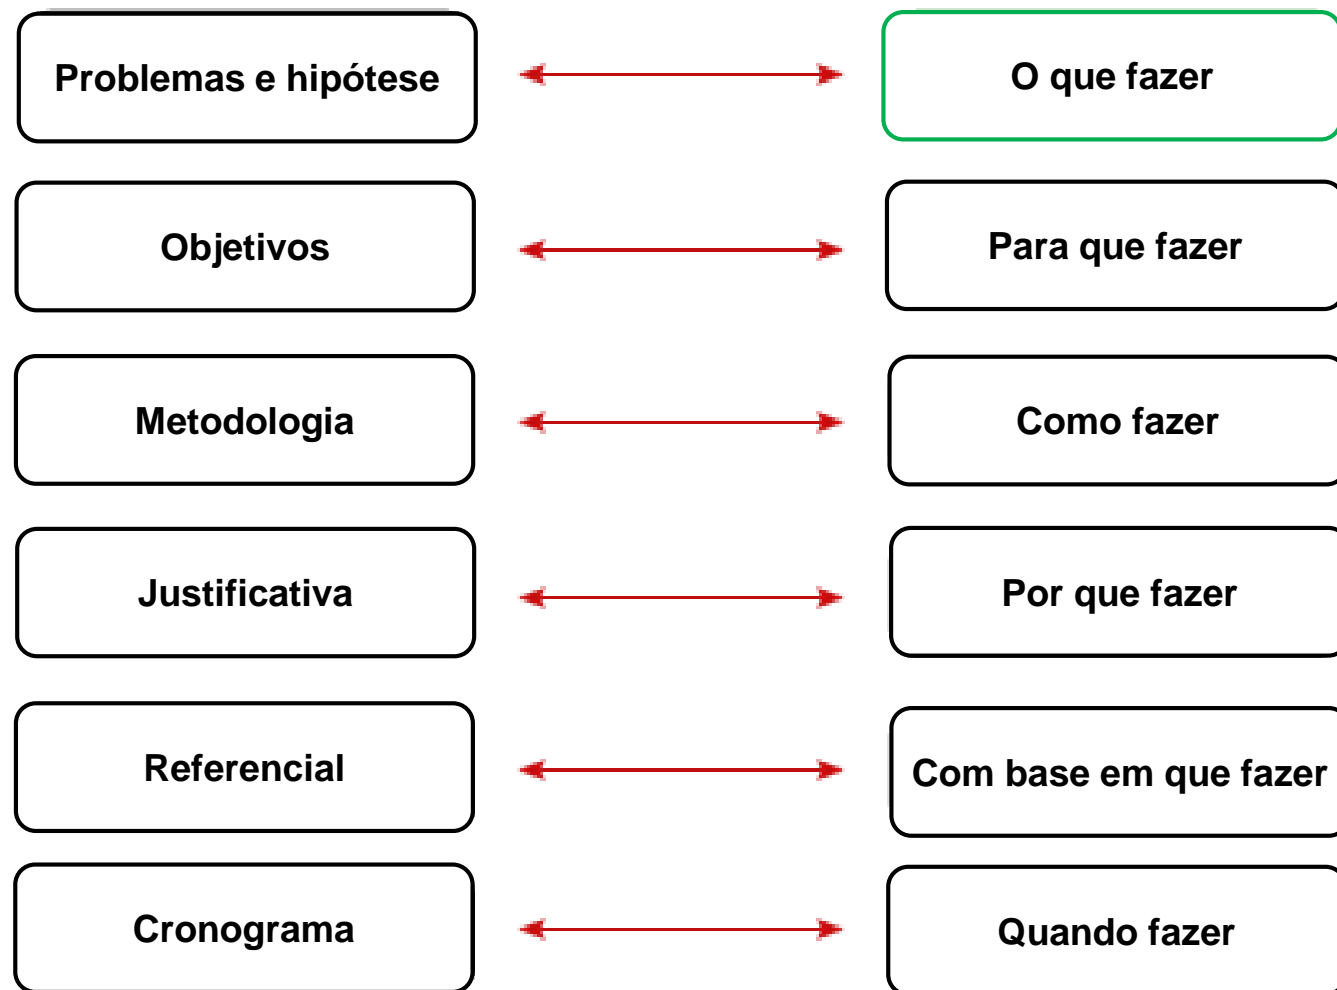 Problemas e hipótese
O que fazer
Objetivos
Para que fazer
Metodologia
Como fazer
Justificativa
Por que fazer
Referencial
Com base em que fazer
Cronograma
Quando fazer